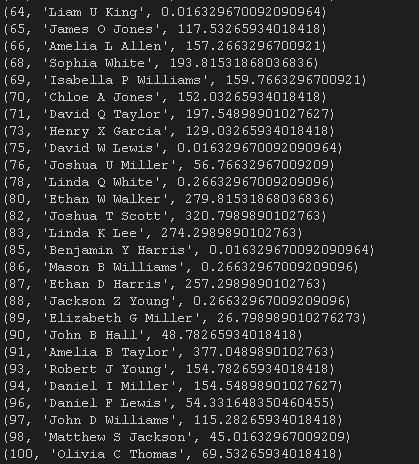 (64, 'Liam U King', 0.016329670092090964)
(65, 'James O Jones', 117.53265934018418)
(66, 'Amelia L Allen', 157.2663296700921)
(68, 'Sophia White', 193.81531868036836)
(69, 'Isabella P Williams', 159.7663296700921)
(70, 'Chloe A Jones', 152.03265934018418)
(71, 'David Q Taylor', 197.54898901027627)
(73, 'Henry X Garcia', 129.03265934018418)
(75, 'David W Lewis', 0.016329670092090964)
(76, 'Joshua U Miller', 56.76632967009209)
(78, 'Linda Q White', 0.26632967009209096)
(80, 'Ethan W Walker', 279.81531868036836)
(82, 'Joshua T Scott', 320.7989890102763)
(83, 'Linda K Lee', 274.2989890102763)
(85, 'Benjamin Y Harris', 0.016329670092090964)
(86, 'Mason B Williams', 0.26632967009209096)
(87, 'Ethan D Harris', 257.2989890102763)
(88, 'Jackson Z Young', 0.26632967009209096)
(89, 'Elizabeth G Miller', 26.798989010276273)
(90, 'John B Hall', 48.78265934018418)
(91, 'Amelia B Taylor', 377.0489890102763)
(93, 'Robert J Young', 154.78265934018418)
(94, 'Daniel I Miller', 154.54898901027627)
(96, 'Daniel F Lewis', 54.331648350460455)
(97, 'John D Williams', 115.28265934018418)
(98, 'Matthew S Jackson', 45.01632967009209)
(100, 'Olivia C Thomas', 69.53265934018418)